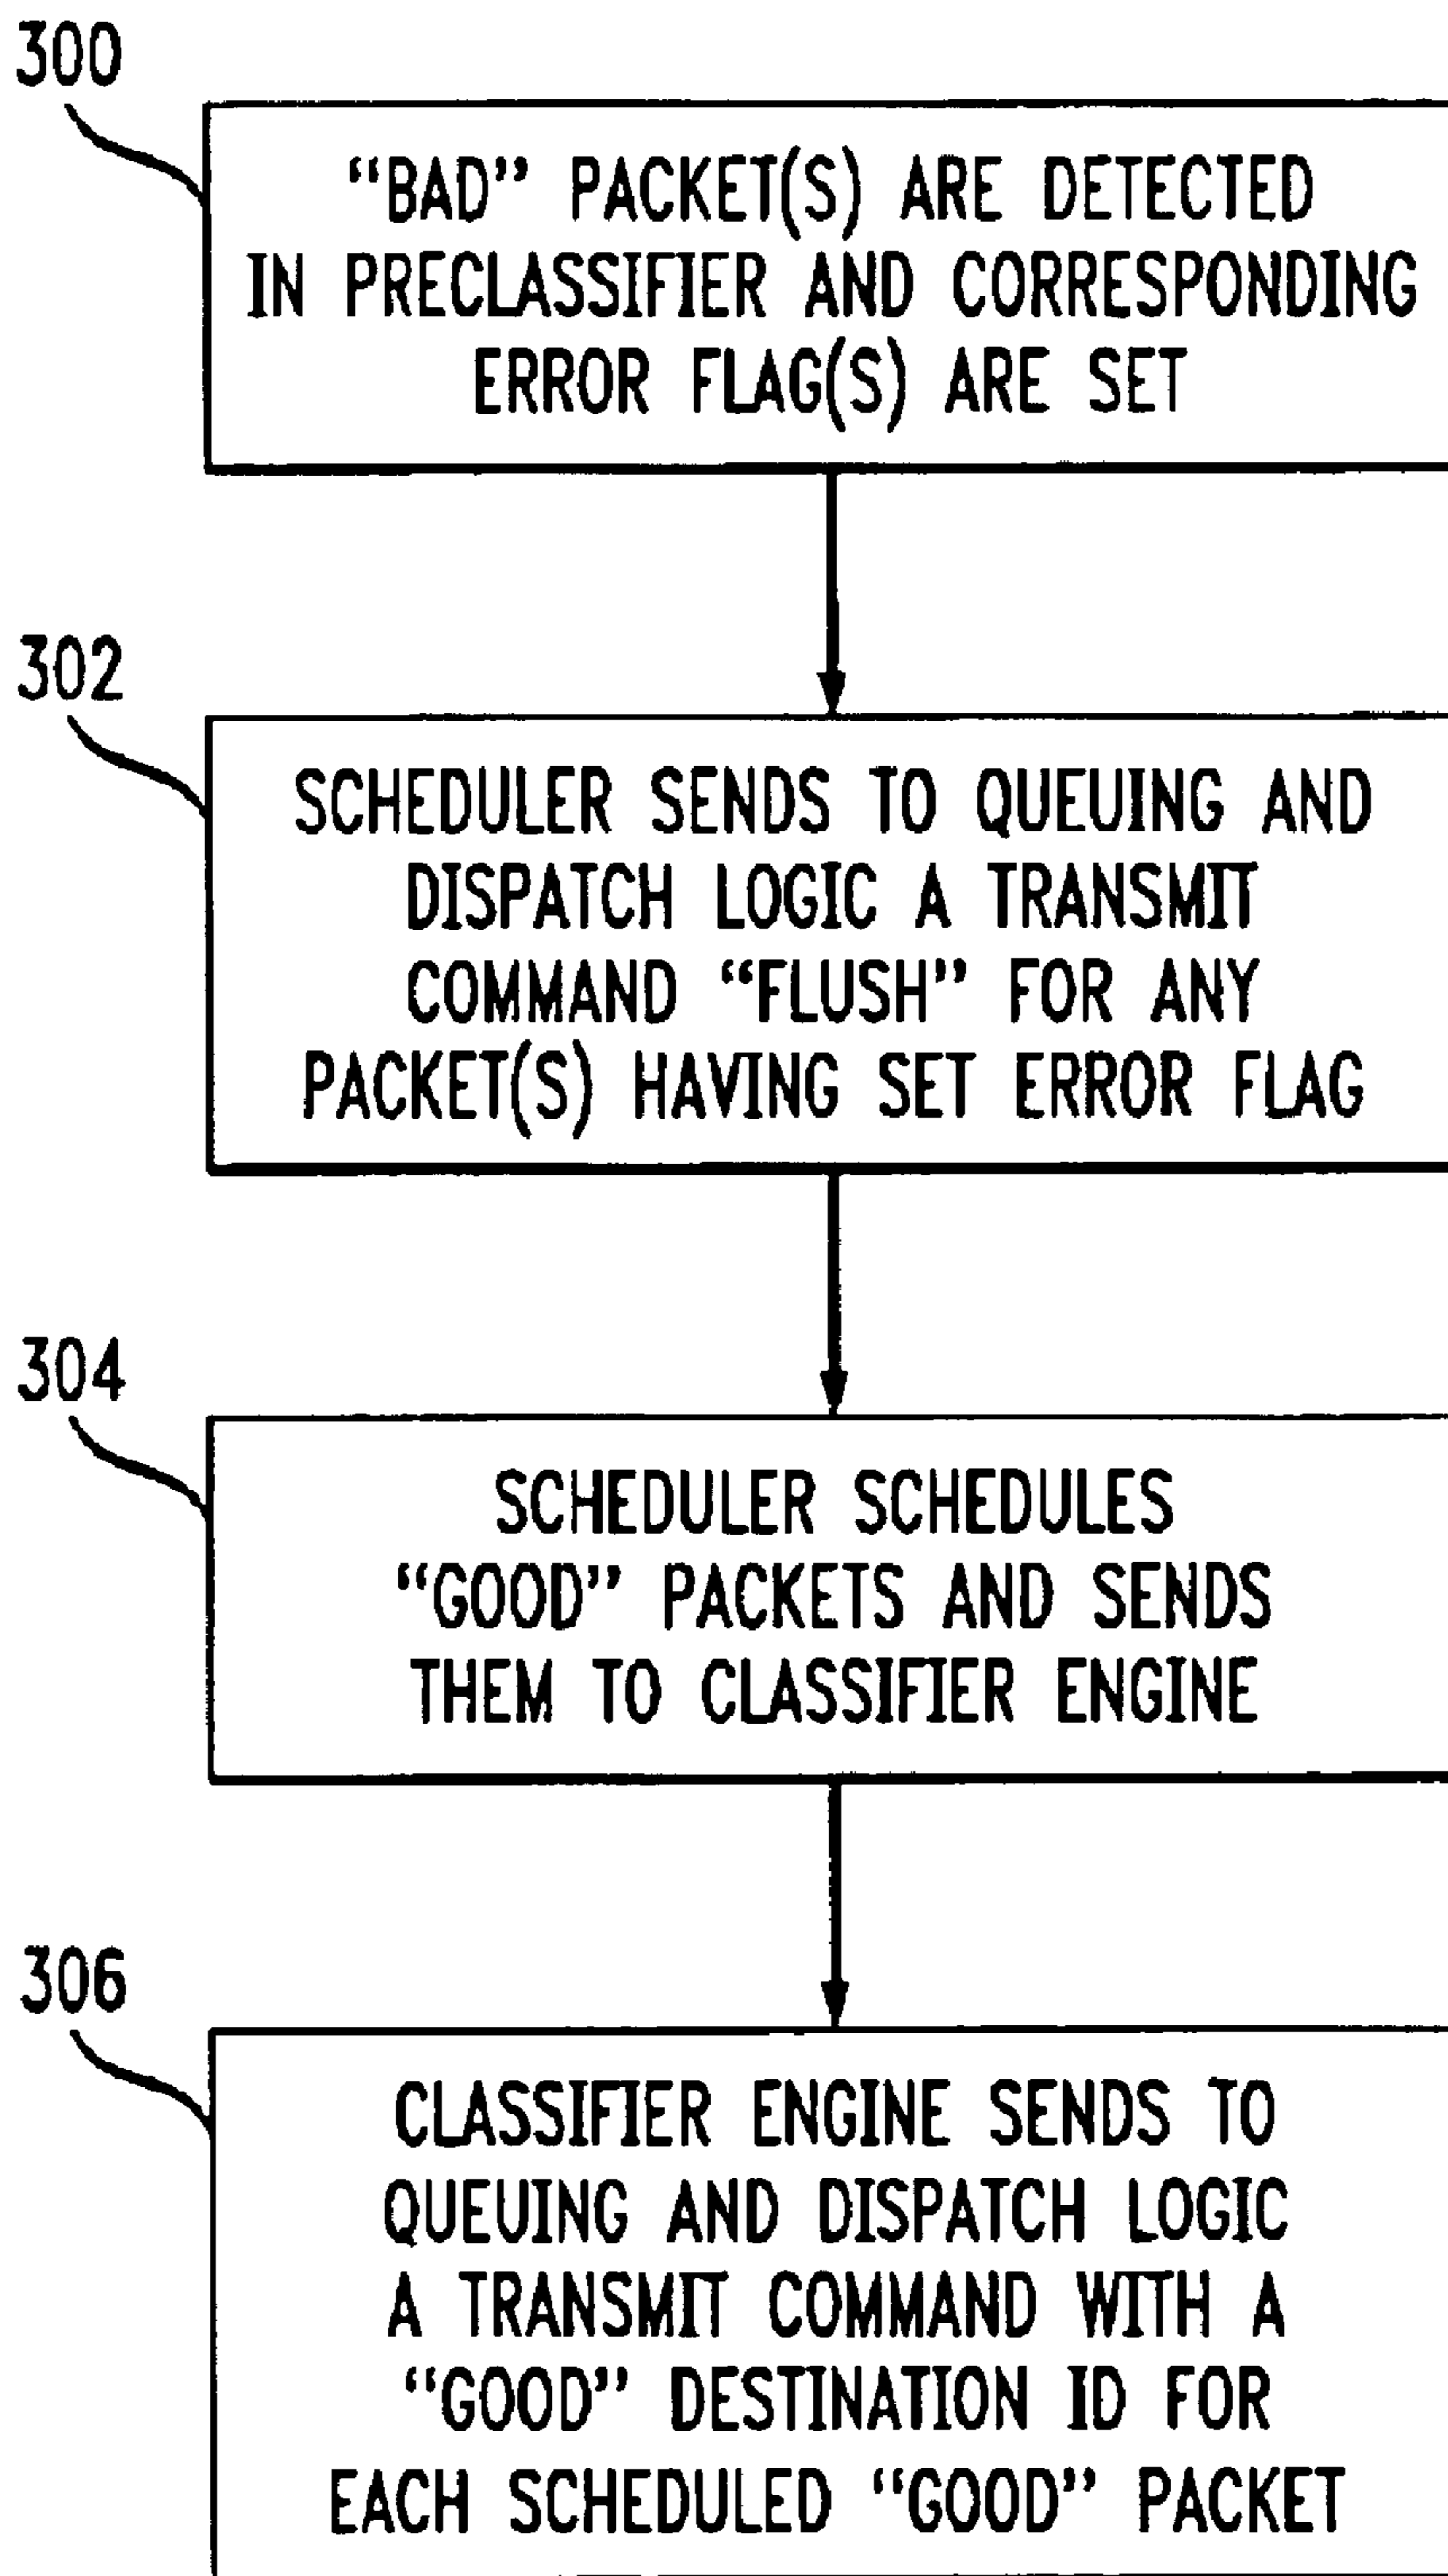 300
“BAD” PACKET(S) ARE DETECTED
IN PRECLASSIFIER AND CORRESPONDING
ERROR FLAG(S) ARE SET
302
SCHEDULER SENDS TO QUEUING AND
DISPATCH LOGIC A TRANSMIT
COMMAND “FLUSH” FOR ANY
PACKET(S) HAVING SET ERROR FLAG
304
SCHEDULER SCHEDULES
“GOOD” PACKETS AND SENDS
THEM TO CLASSIFIER ENGINE
306
CLASSIFIER ENGINE SENDS TO
QUEUING AND DISPATCH LOGIC
A TRANSMIT COMMAND WITH A
“GOOD” DESTINATION ID FOR
EACH SCHEDULED “GOOD” PACKET